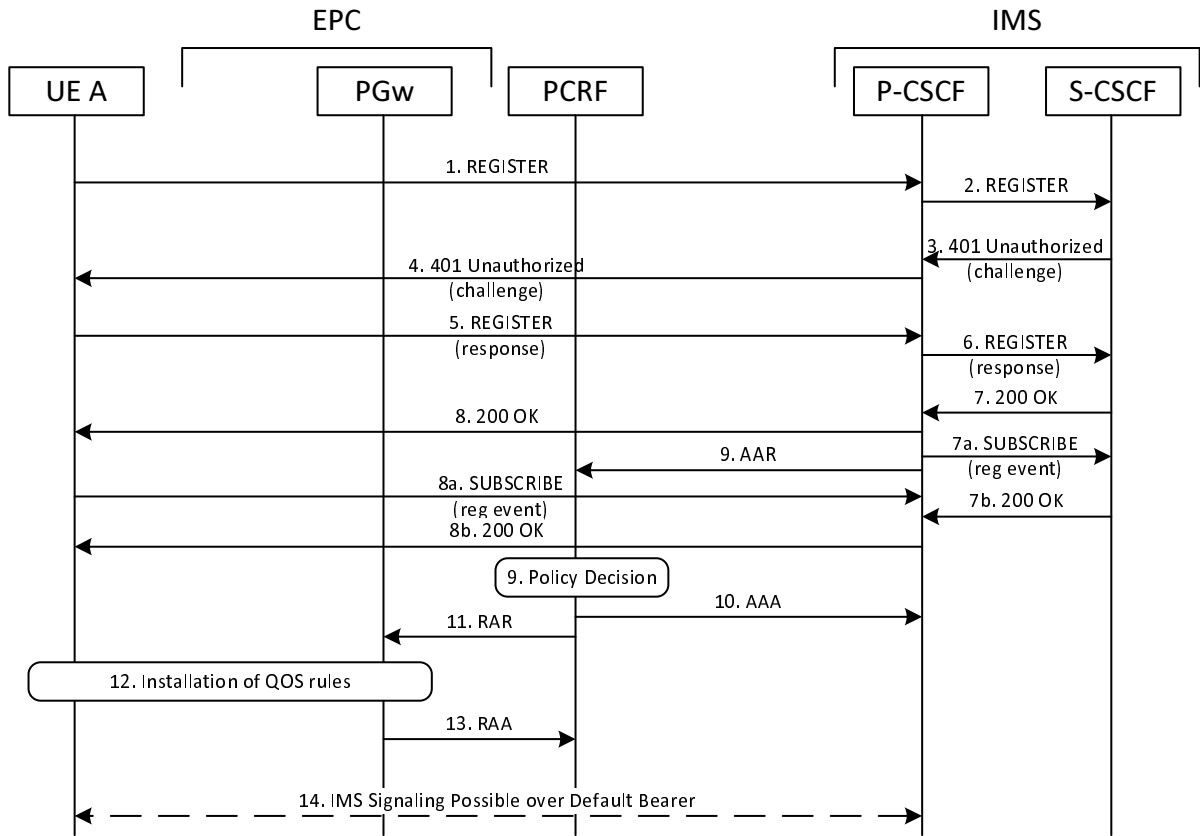 EPC
IMS
UE A
PGw
PCRF
P-CSCF
S-CSCF
1. REGISTER
2. REGISTER
3. 401 Unauthorized
(challenge)
4. 401 Unauthorized
(challenge)
5. REGISTER
(response)
6. REGISTER
(response)
7. 200 OK
8. 200 OK
7a. SUBSCRIBE
(reg event)
9. AAR
8a. SUBSCRIBE
(reg event)
7b. 200 OK
8b. 200 OK
9. Policy Decision
10. AAA
11. RAR
12. Installation of QOS rules
13. RAA
14. IMS Signaling Possible over Default Bearer